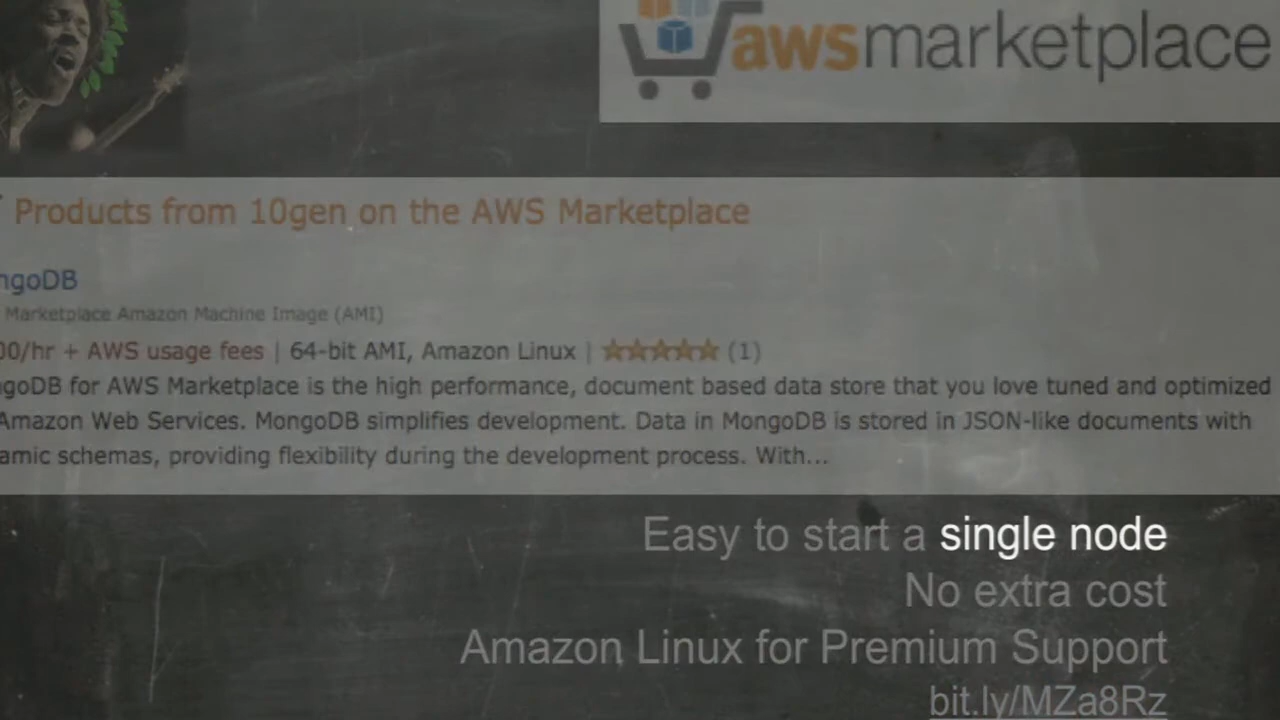 awsmarketplace
Products from 10gen on the AWS Marketplace
ngoDB
Marketplace Amazon Machine Image (AMI)
00/hr + AWS usage fees | 64-bit AMI, Amazon Linux | (1)
ngoDB for AWS Marketplace is the high performance, document based data store that you love tuned and optimized
Amazon Web Services. MongoDB simplifies development. Data in MongoDB is stored in JSON-like documents with
amic schemas, providing flexibility during the development process. With...
Easy to start a single node
No extra cost
Amazon Linux for Premium Support
bit.ly/MZa8Rz